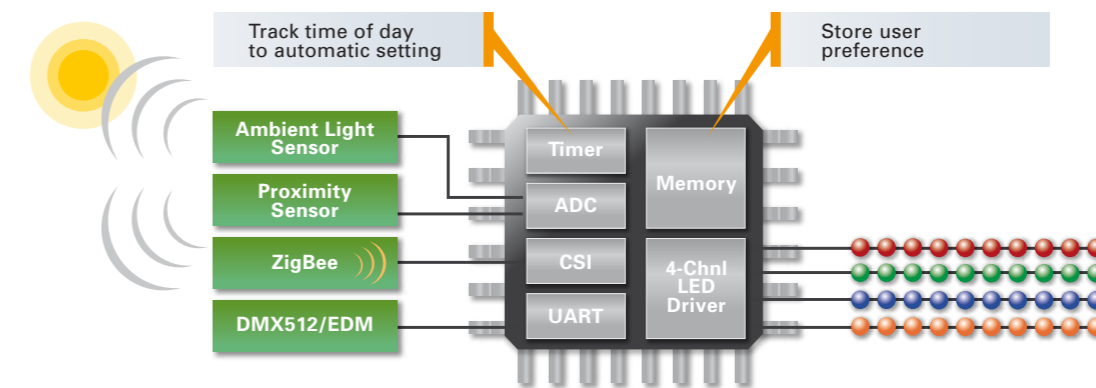 Track time of day
to automatic setting
Store user
preference
Ambient Light
Sensor
Proximity
Sensor
ZigBee
DMX512/EDM
Timer
ADC
CSI
UART
Memory
4-Chnl
LED
Driver